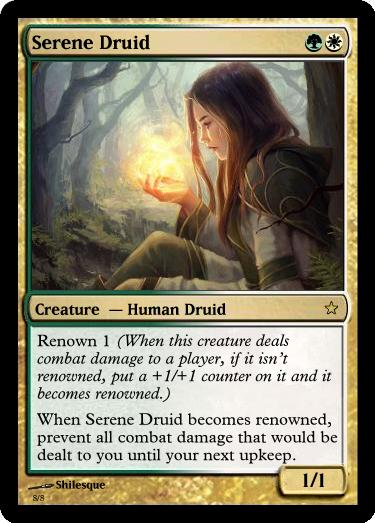 Serene Druid
Creature — Human Druid
Renown 1 (When this creature deals
combat damage to a player, if it isn't
renowned, put a +1/+1 counter on it and it
becomes renowned.)
When Serene Druid becomes renowned,
prevent all combat damage that would be
dealt to you until your next upkeep.
1/1
Shilesque
8/8